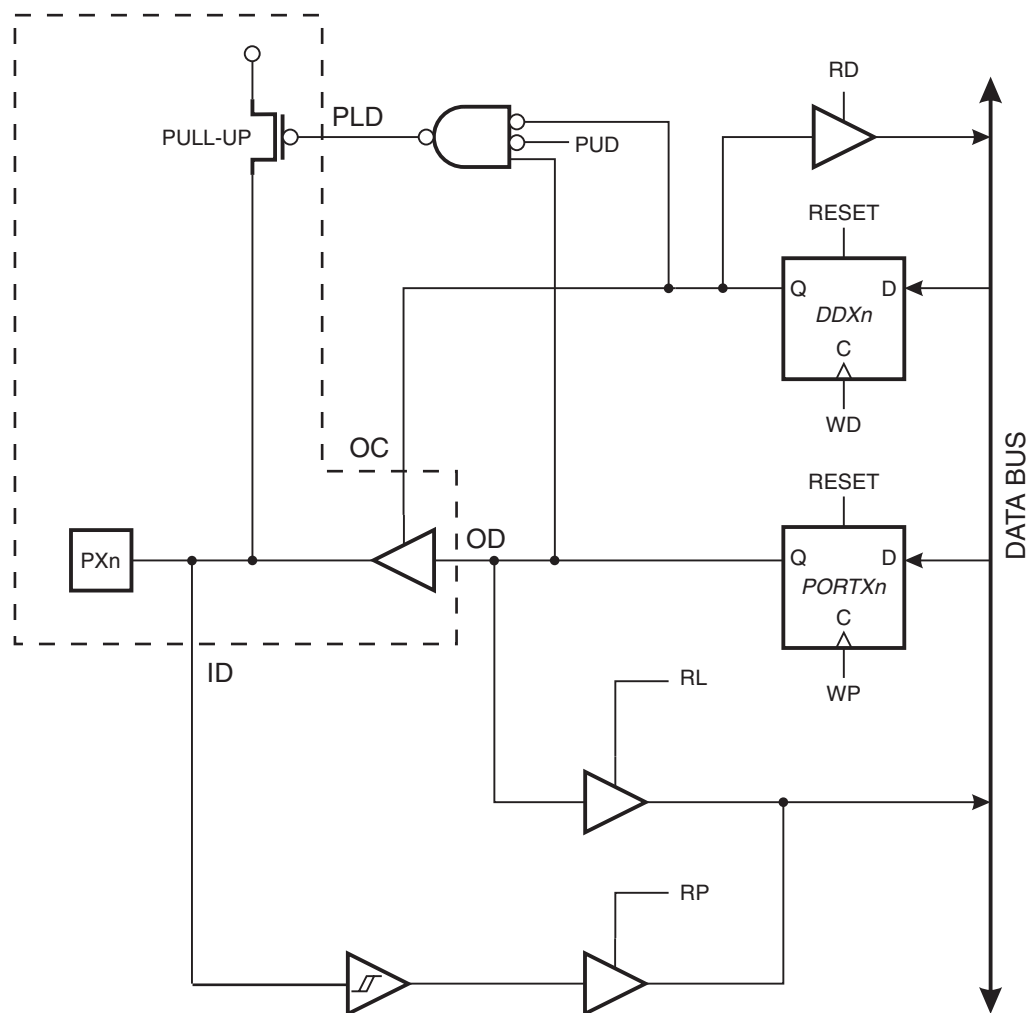 RD
PLD
PULL-UP
PUD
RESET
Q
D
DDXn
C
WD
OC
RESET
DATA BUS
OD
PXn
Q
D
PORTXn
C
ID
RL
WP
RP